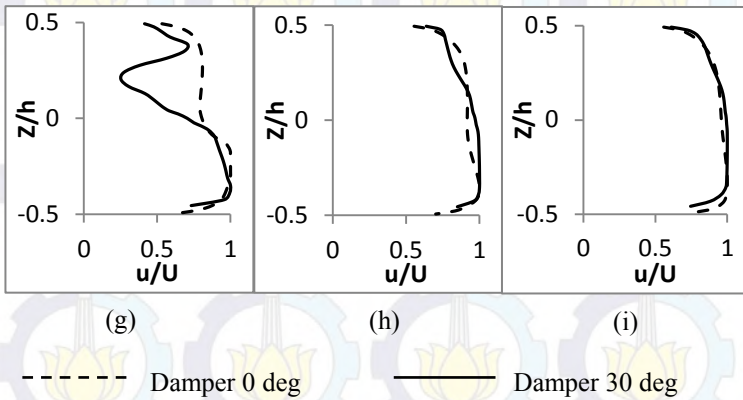 0.5 0.5 0.5
Z/h Z/h Z/h
0 0 0
-0.5 -0.5 -0.5
0 0.5 1 0 0.5 1 0 0.5 1
u/U u/U u/U
(g) (h) (i)
Damper 0 deg Damper 30 deg